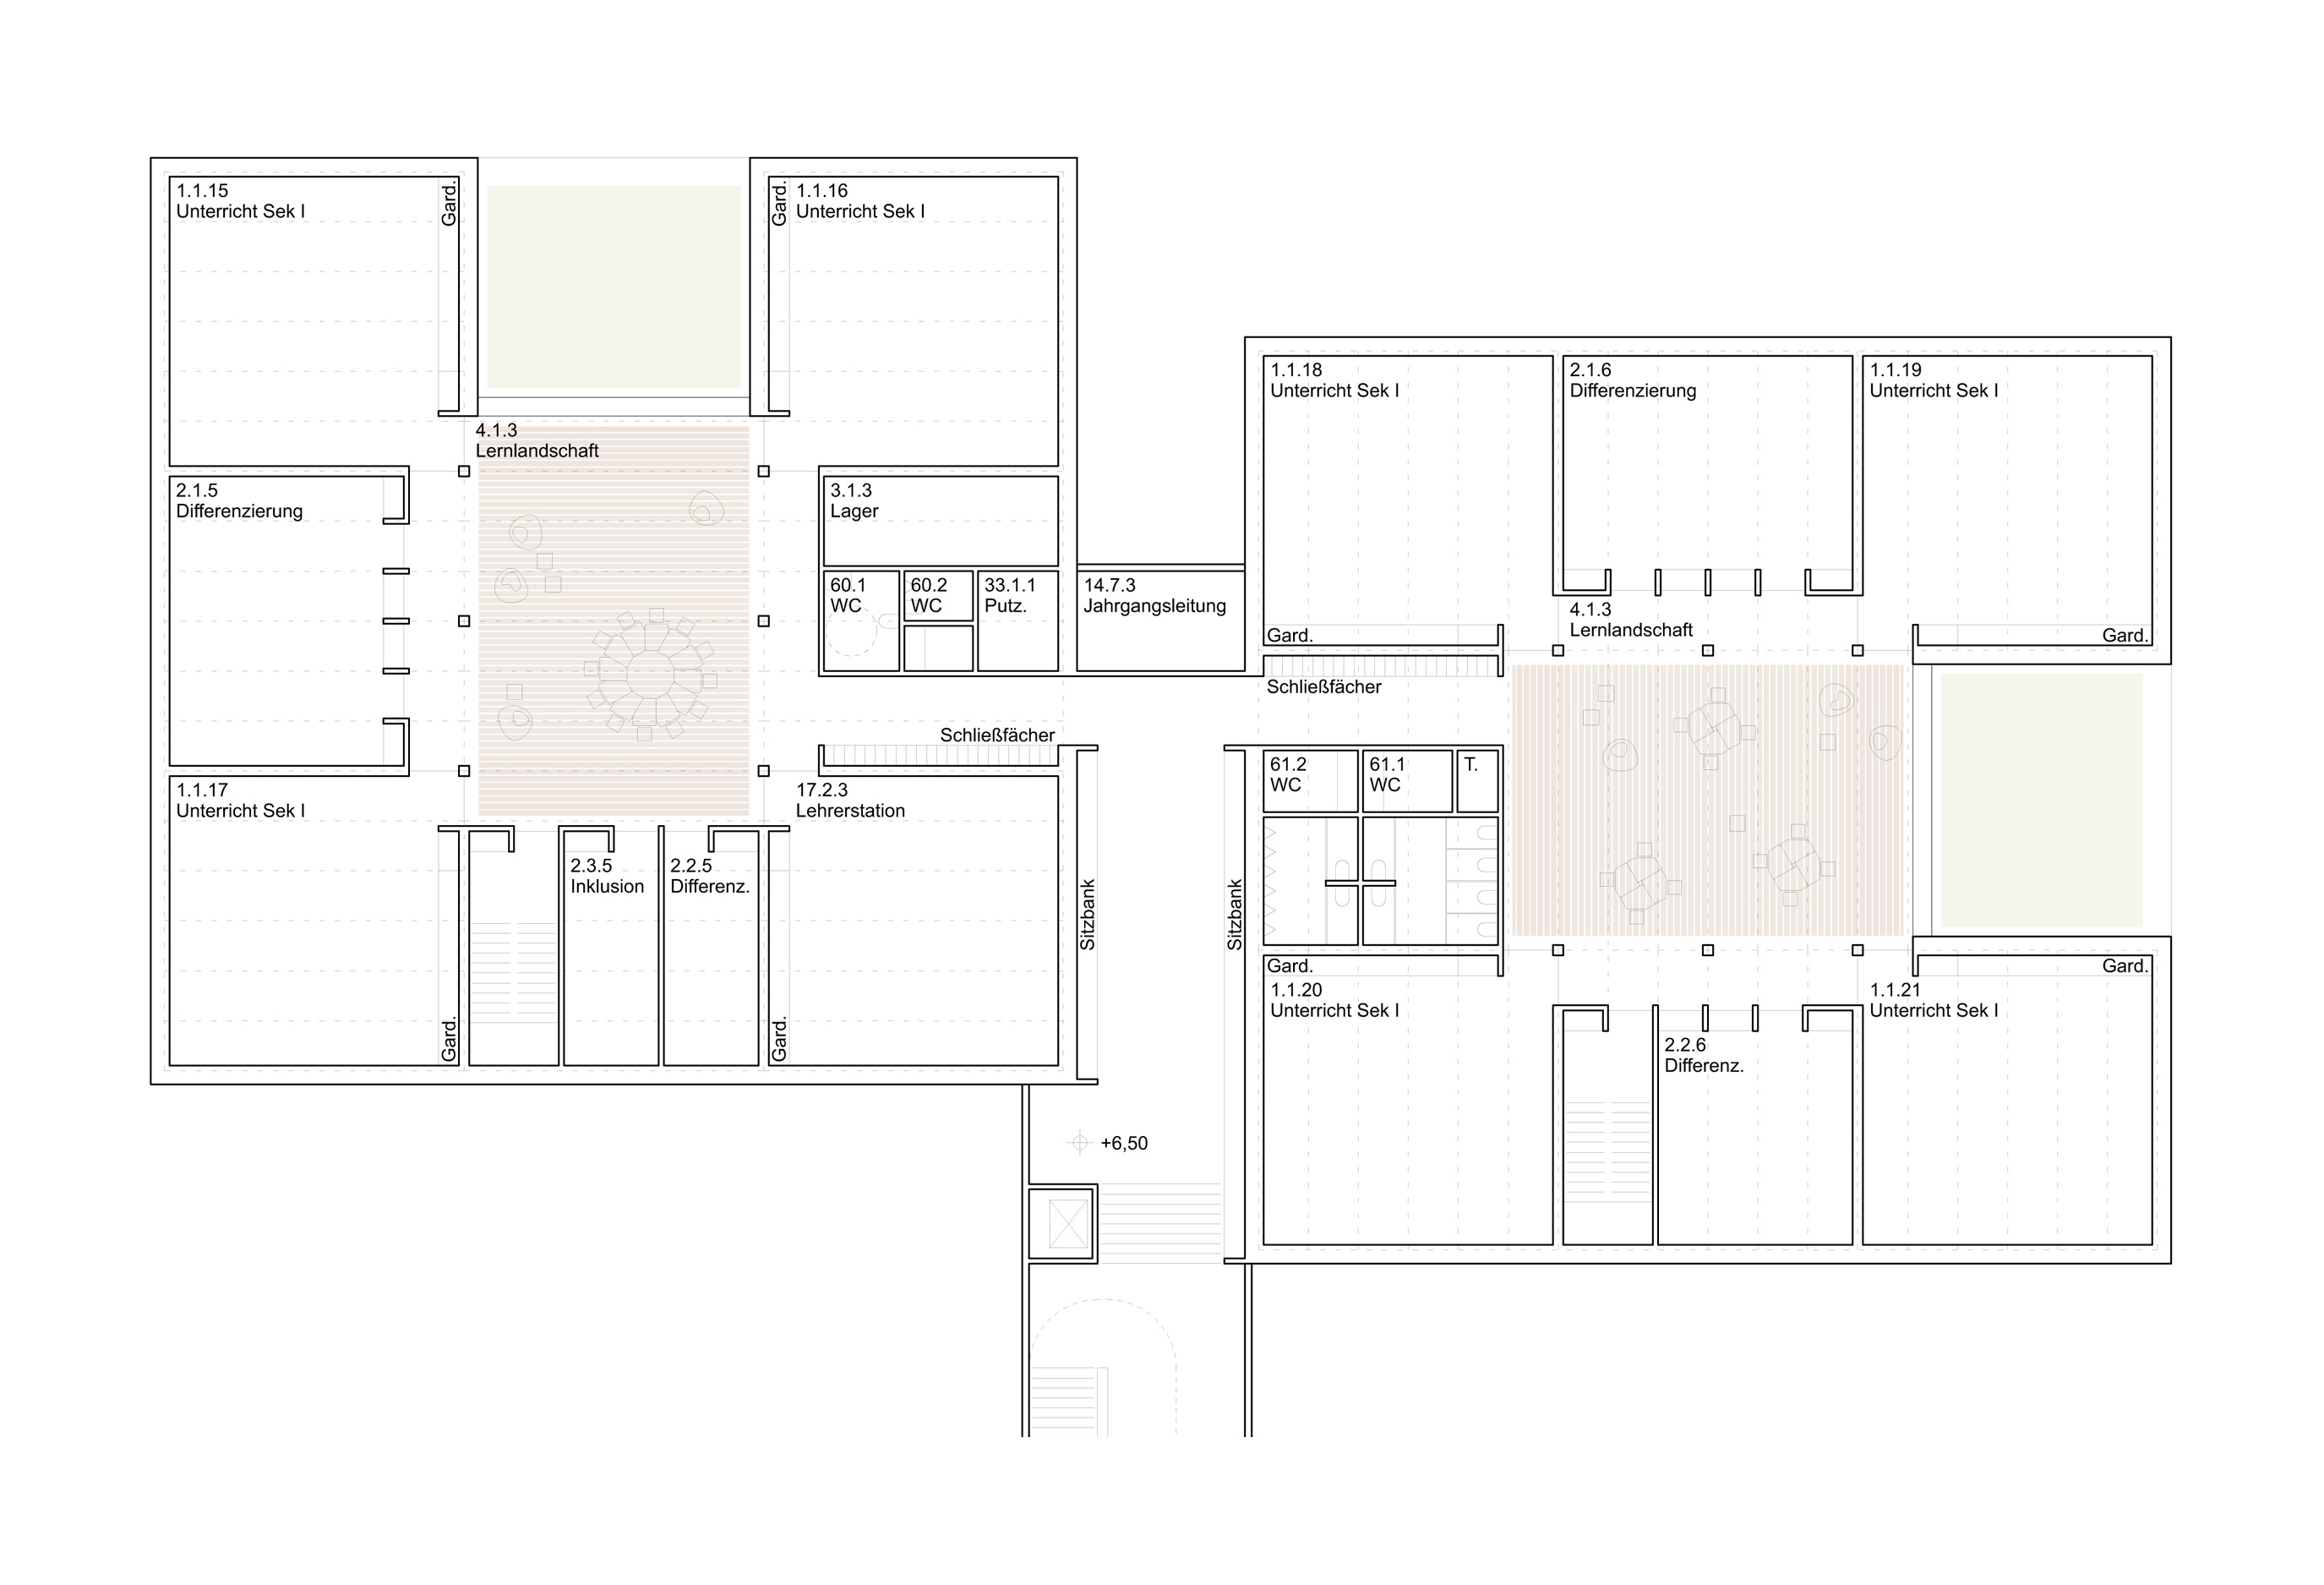 1.1.15
Unterricht Sek I
Gard.
Gard.
1.1.16
Unterricht Sek I
1.1.18
Unterricht Sek I
2.1.6
Differenzierung
1.1.19
Unterricht Sek I
4.1.3
Lernlandschaft
2.1.5
Differenzierung
3.1.3
Lager
60.1
WC
60.2
WC
33.1.1
Putz.
14.7.3
Jahrgangsleitung
4.1.3
Lernlandschaft
Gard.
Gard.
Schließfächer
Schließfächer
61.2
WC
61.1
WC
T.
1.1.17
Unterricht Sek I
17.2.3
Lehrerstation
2.3.5
Inklusion
2.2.5
Differenz.
Sitzbank
Sitzbank
Gard.
Gard.
1.1.20
Unterricht Sek I
1.1.21
Unterricht Sek I
Gard.
Gard.
2.2.6
Differenz.
+6,50